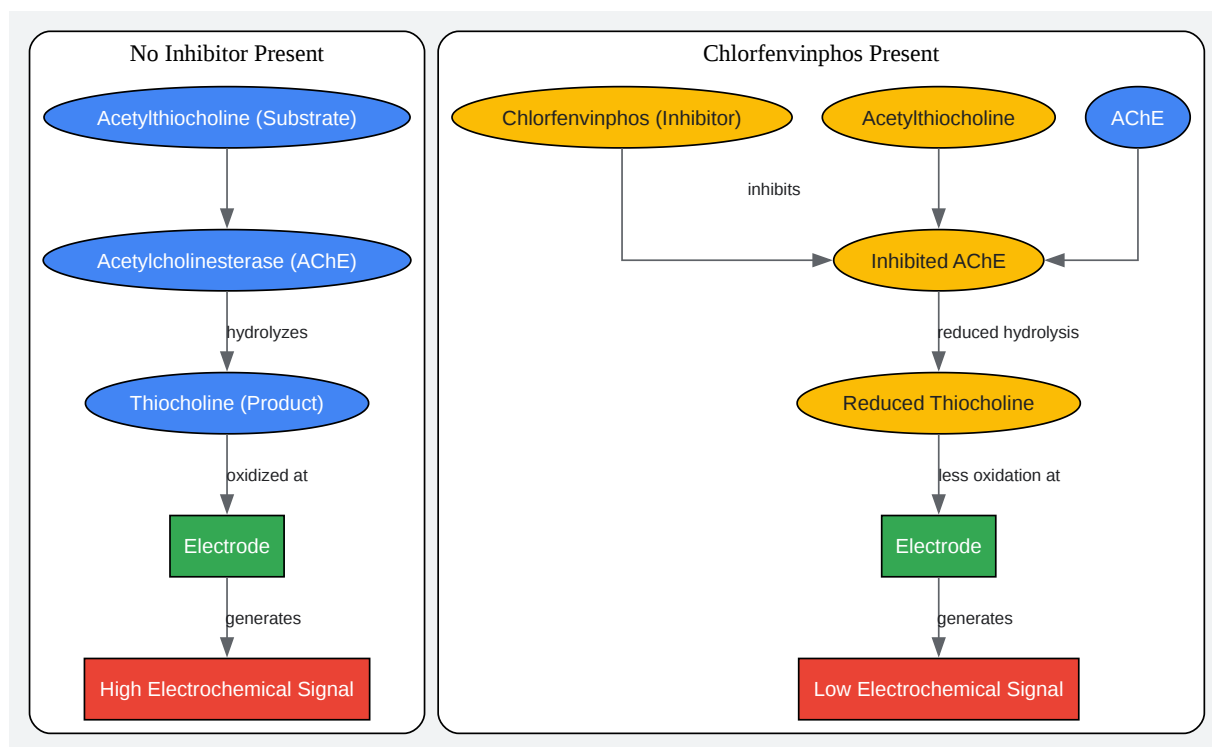 No Inhibitor Present
Acetylthiocholine (Substrate)
Acetylcholinesterase (AChE)
hydrolyzes
Thiocholine (Product)
oxidized at
Electrode
generates
High Electrochemical Signal
Chlorfenvinphos Present
Chlorfenvinphos (Inhibitor)
Acetylthiocholine
AChE
inhibits
Inhibited AChE
reduced hydrolysis
Reduced Thiocholine
less oxidation at
Electrode
generates
Low Electrochemical Signal